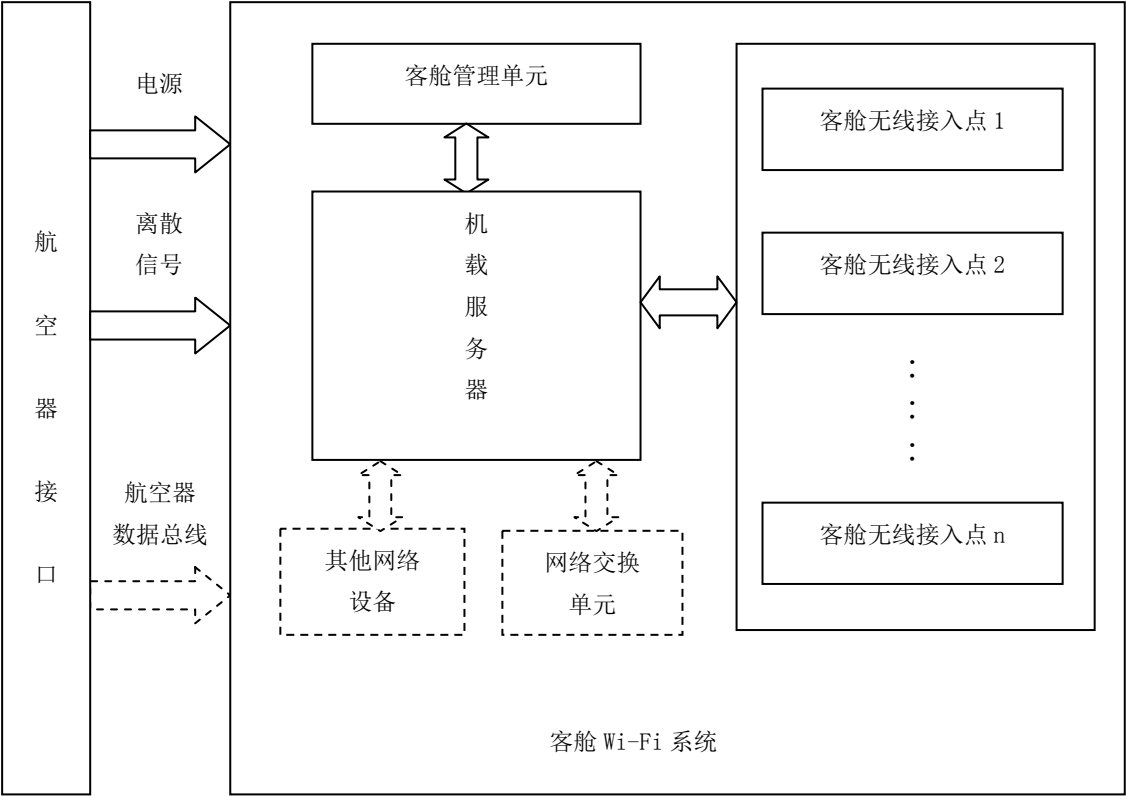 航
空
器
接
口
电源
离散
信号
航空器
数据总线
客舱管理单元
机
载
服
务
器
其他网络
设备
网络交换
单元
客舱无线接入点 1
客舱无线接入点 2
客舱无线接入点 n
客舱 Wi-Fi 系统